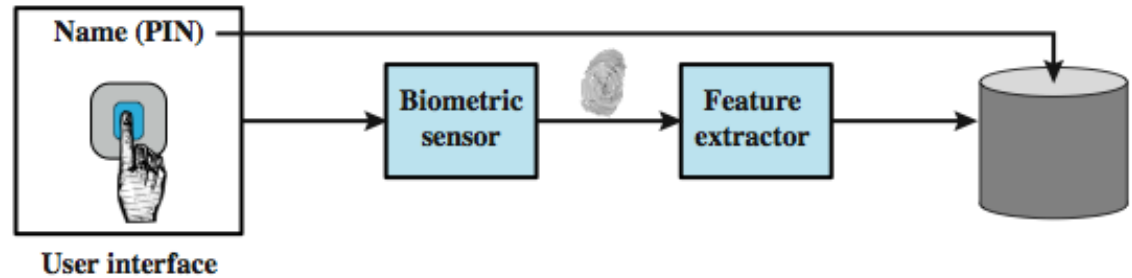 Name (PIN)
Biometric
sensor
Feature
extractor
User interface